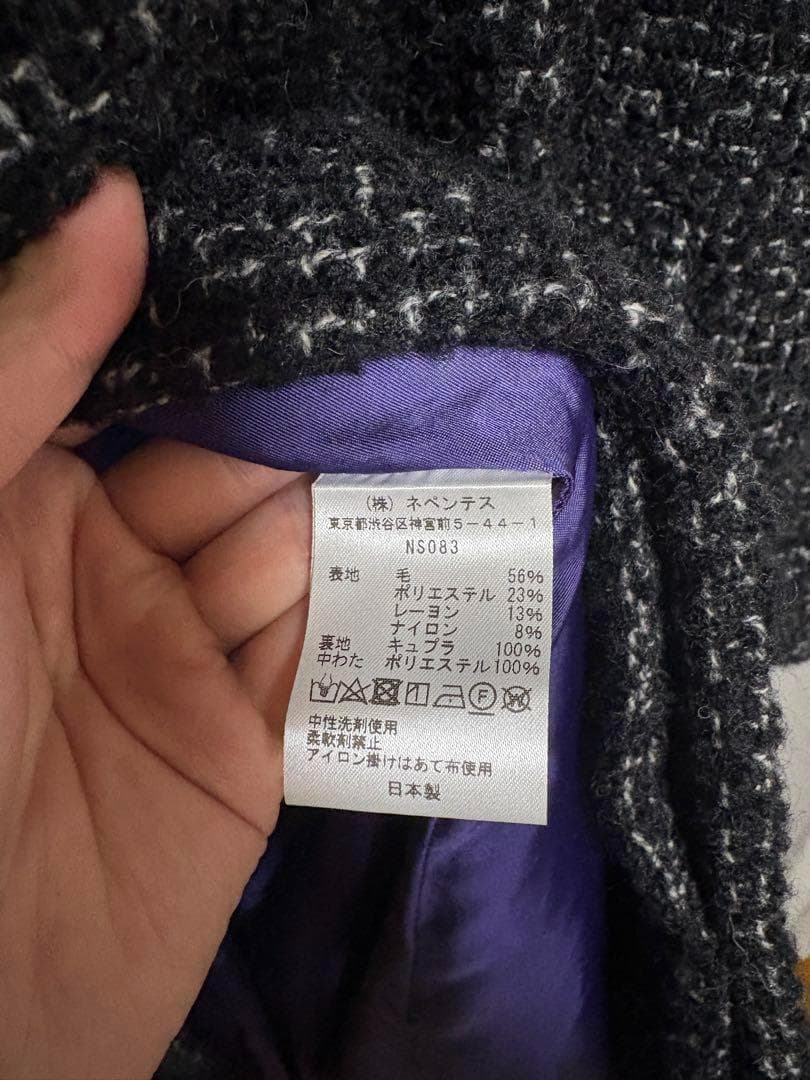 (株) ネペンテス
東京都渋谷区神宮前5-44-1
NS083
表地 毛 56%
ポリエステル 23%
レーヨン 13%
ナイロン 8%
裏地 キュプラ 100%
中わた ポリエステル 100%
F W
中性洗剤使用
柔軟剤禁止
アイロン掛けはあて布使用
日本製